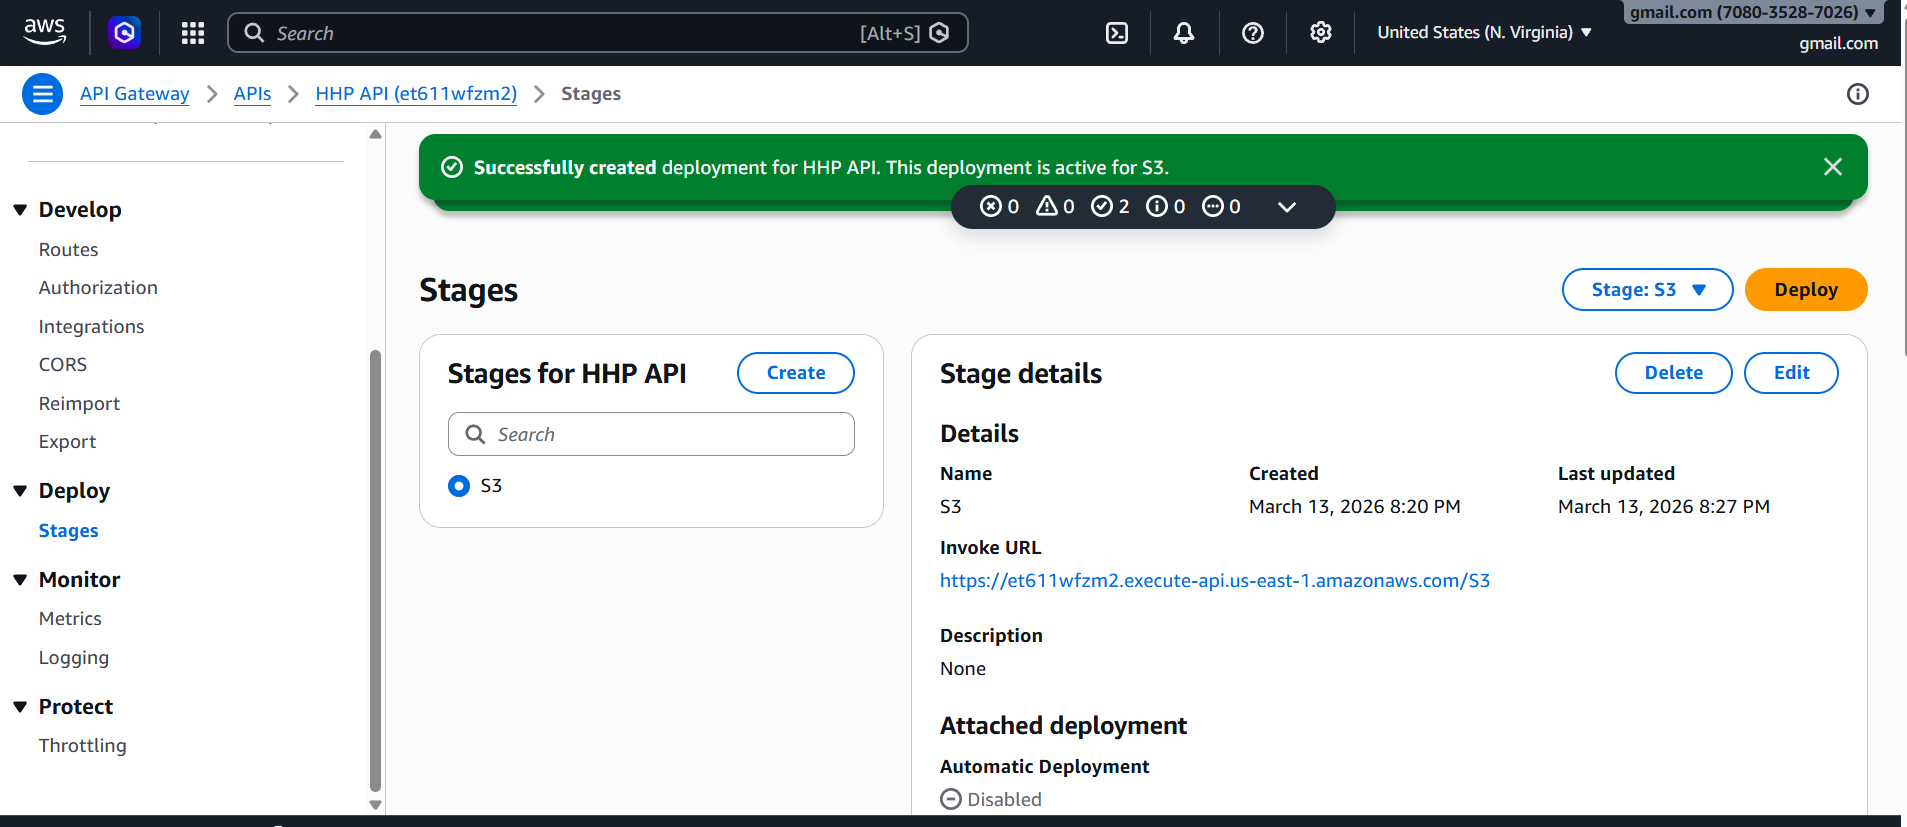 aws
Search [Alt+S]
United States (N. Virginia)
gmail.com (7080-3528-7026)
gmail.com
API Gateway
APIs
HHP API (et611wfzm2)
Stages
Develop
Routes
Authorization
Integrations
CORS
Reimport
Export
Deploy
Stages
Monitor
Metrics
Logging
Protect
Throttling
Successfully created deployment for HHP API. This deployment is active for S3.
0 0 2 0 0
Stages
Stage: S3
Deploy
Stages for HHP API
Create
Search
S3
Stage details
Delete
Edit
Details
Name
S3
Created
March 13, 2026 8:20 PM
Last updated
March 13, 2026 8:27 PM
Invoke URL
https://et611wfzm2.execute-api.us-east-1.amazonaws.com/S3
Description
None
Attached deployment
Automatic Deployment
Disabled